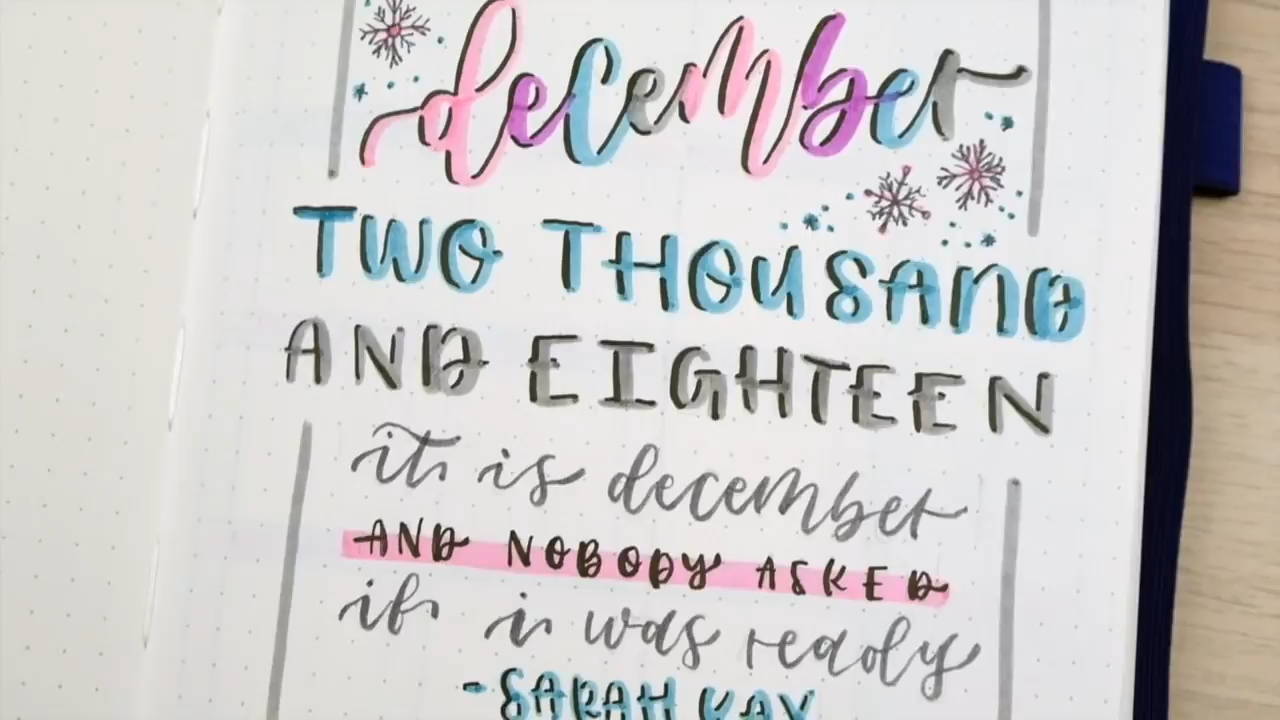 december
TWO THOUSAND
AND EIGHTEEN
it is december
AND NOBODY ASKED
if i was ready
-SARAH KAY